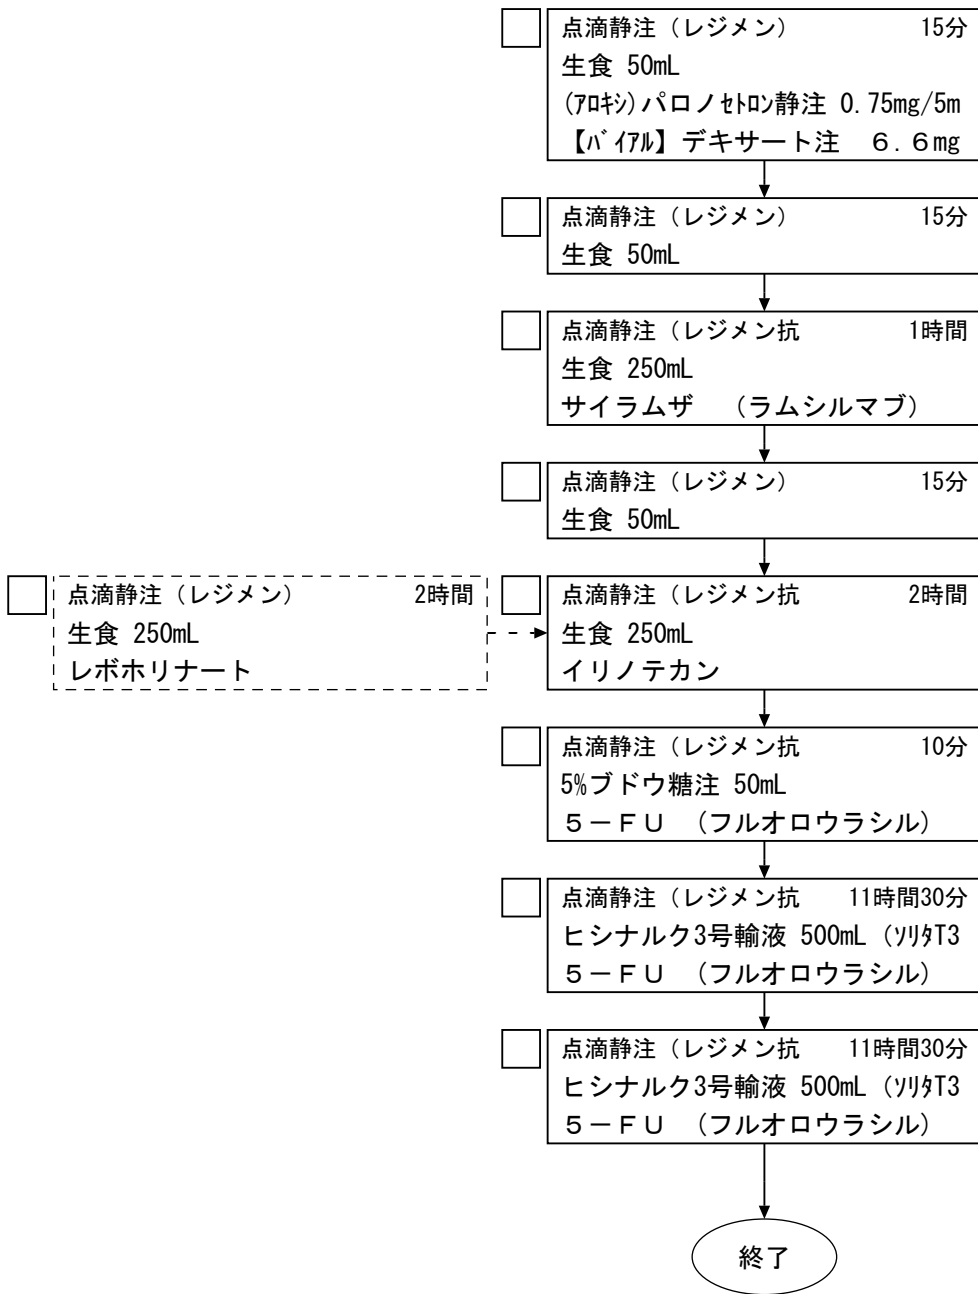 点滴静注（レジメン） 15分
生食 50mL
(ｱﾛｷｼ)パロノｾﾄﾛﾝ静注 0.75mg/5m
【ﾊﾞｲｱﾙ】デキサート注 ６.６mg
点滴静注（レジメン） 15分
生食 50mL
点滴静注（レジメン抗 1時間
生食 250mL
サイラムザ （ラムシルマブ）
点滴静注（レジメン） 15分
生食 50mL
点滴静注（レジメン） 2時間
生食 250mL
レボホリナート
点滴静注（レジメン抗 2時間
生食 250mL
イリノテカン
点滴静注（レジメン抗 10分
5%ブドウ糖注 50mL
５－ＦＵ （フルオロウラシル）
点滴静注（レジメン抗 11時間30分
ヒシナルク3号輸液 500mL（ｿﾘﾀT3
５－ＦＵ （フルオロウラシル）
点滴静注（レジメン抗 11時間30分
ヒシナルク3号輸液 500mL（ｿﾘﾀT3
５－ＦＵ （フルオロウラシル）
終了